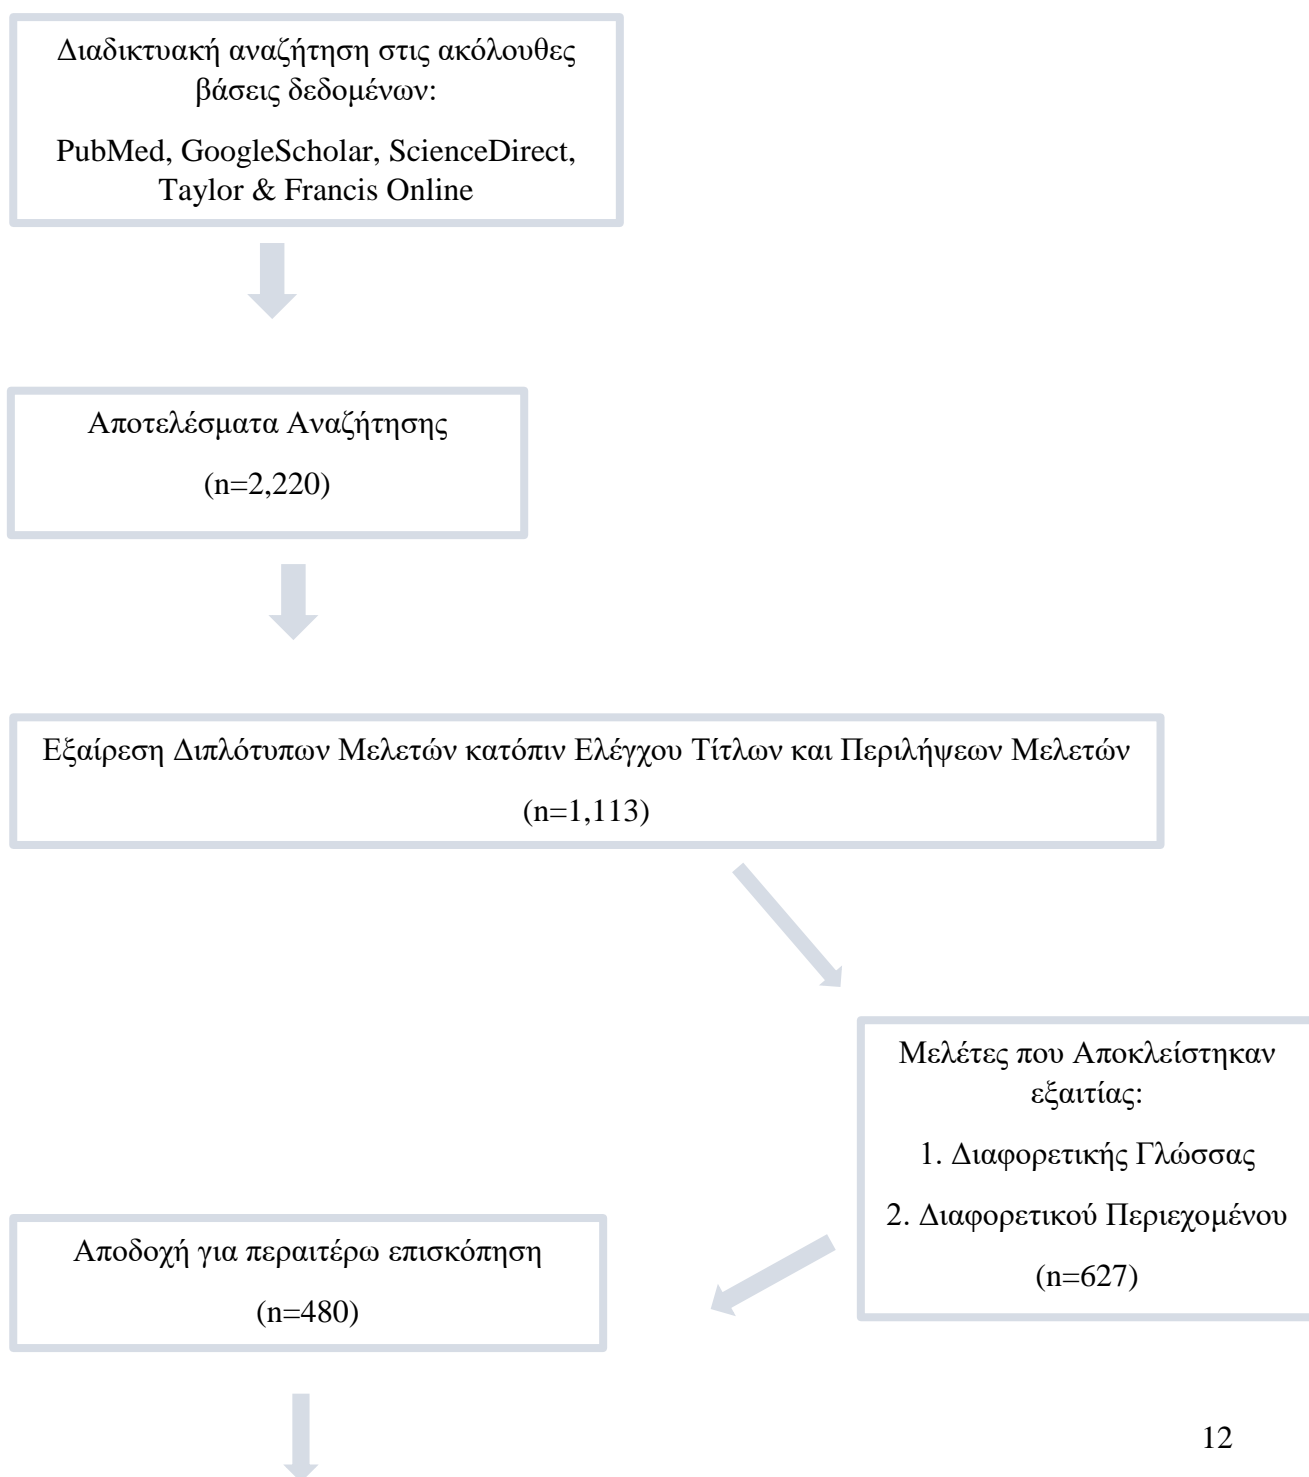 Διαδικτυακή αναζήτηση στις ακόλουθες
βάσεις δεδομένων:
PubMed, GoogleScholar, ScienceDirect,
Taylor & Francis Online
Αποτελέσματα Αναζήτησης
(n=2,220)
Εξαίρεση Διπλότυπων Μελετών κατόπιν Ελέγχου Τίτλων και Περιλήψεων Μελετών
(n=1,113)
Μελέτες που Αποκλείστηκαν
εξαιτίας:
1. Διαφορετικής Γλώσσας
2. Διαφορετικού Περιεχομένου
(n=627)
Αποδοχή για περαιτέρω επισκόπηση
(n=480)
12